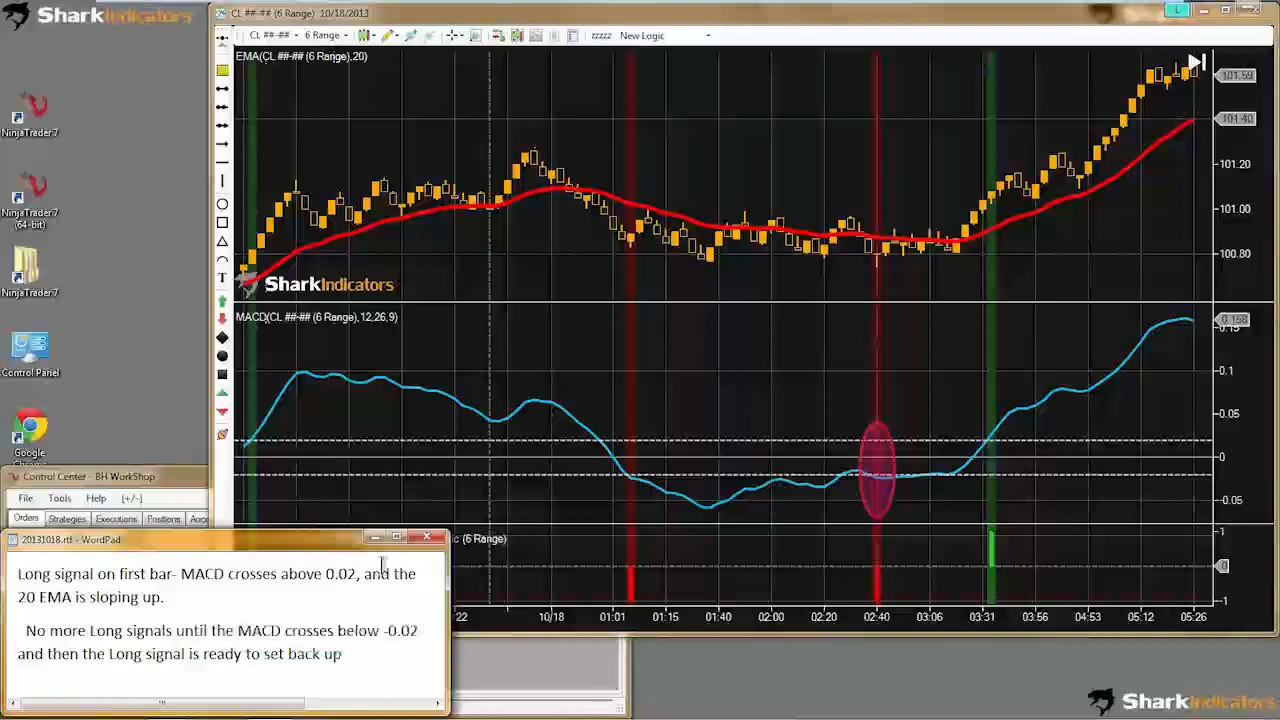 SharkIndicators
CL ##-## (6 Range) 10/18/2013
L
CL ##-##
6 Range
New Logic
EMA(CL ##-## (6 Range),20)
101.59
101.40
101.20
101.00
100.80
SharkIndicators
MACD(CL ##-## (6 Range),12,26,9)
0.15
0.1
0.05
0
-0.05
ic (6 Range)
1
0
-1
:22
10/18
01:01
01:15
01:40
02:00
02:20
02:40
03:06
03:31
03:56
04:53
05:26
NinjaTrader 7
NinjaTrader 7
(64-bit)
NinjaTrader7
Control Panel
Google
Control Center - BH WorkShop
File Tools Help [+/-]
Orders Strategies Executions Positions
20131018.rtf - WordPad
Long signal on first bar- MACD crosses above 0.02, and the
20 EMA is sloping up.
No more Long signals until the MACD crosses below -0.02
and then the Long signal is ready to set back up
SharkIndicators